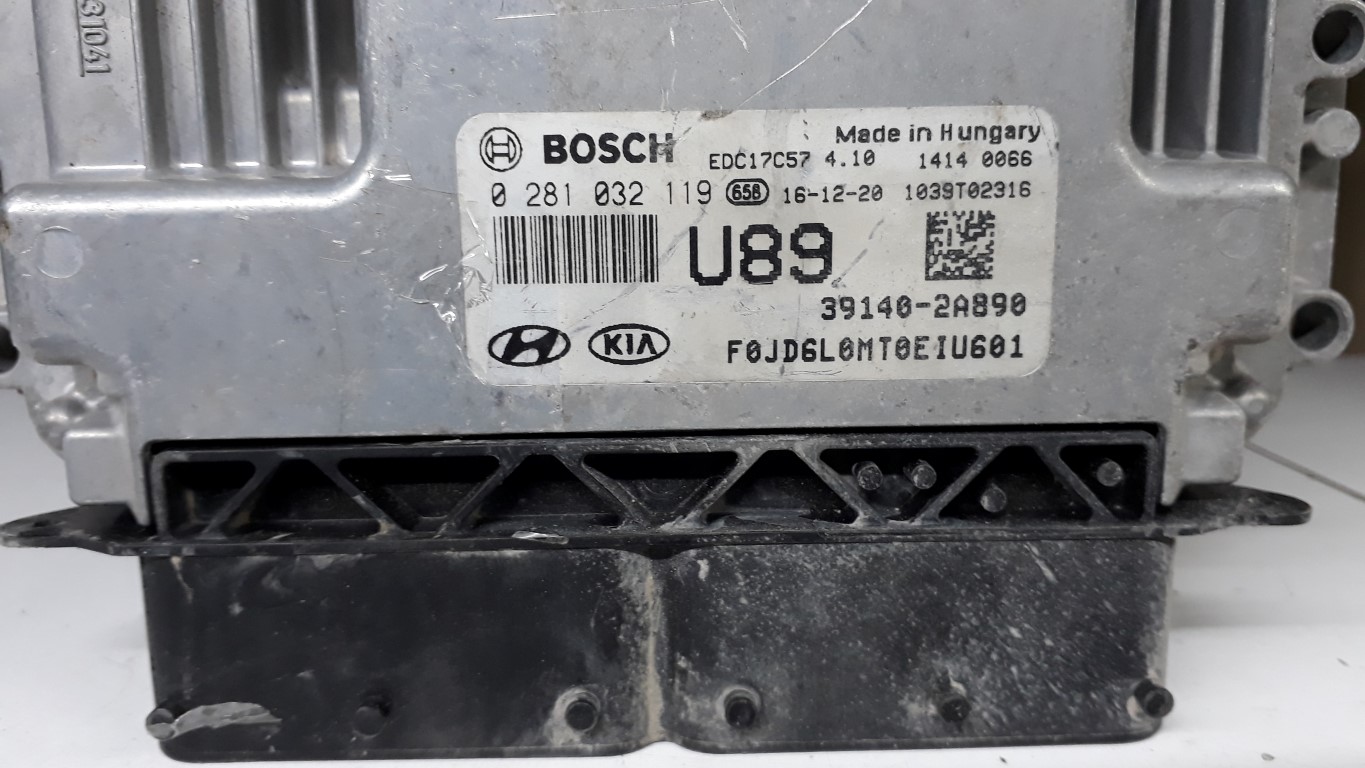 31041
BOSCH
Made in Hungary
EDC17C57 4.10 1414 0066
0 281 032 119 658 16-12-20 1039T02316
U89
39140-2A890
KIA
F0JD6L0MT0EIU601